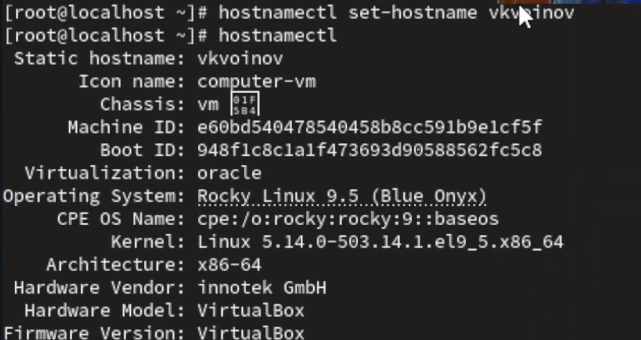 [root@localhost ~]# hostnamectl set-hostname vkvoinov
[root@localhost ~]# hostnamectl
Static hostname: vkvoinov
Icon name: computer-vm
Chassis: vm 🖴
Machine ID: e60bd540478540458b8cc591b9e1cf5f
Boot ID: 948f1c8c1a1f473693d90588562fc5c8
Virtualization: oracle
Operating System: Rocky Linux 9.5 (Blue Onyx)
CPE OS Name: cpe:/o:rocky:rocky:9::baseos
Kernel: Linux 5.14.0-503.14.1.el9_5.x86_64
Architecture: x86-64
Hardware Vendor: innotek GmbH
Hardware Model: VirtualBox
Firmware Version: VirtualBox